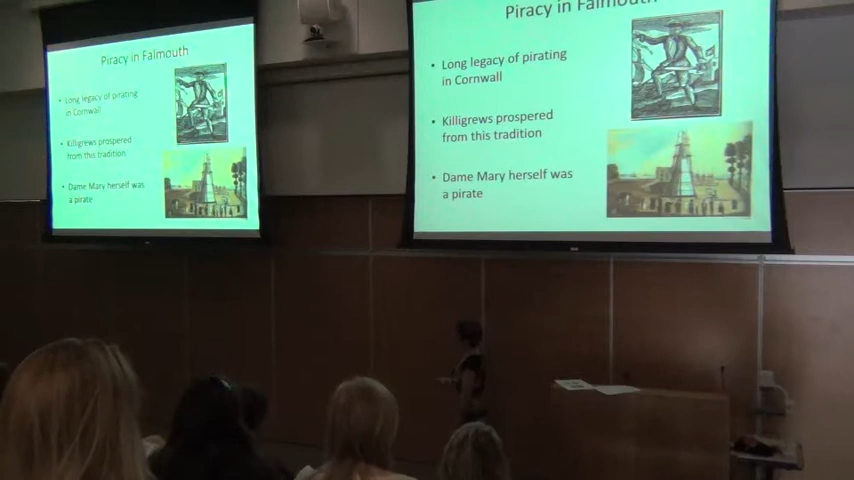 Piracy in Falmouth
• Long legacy of pirating
in Cornwall
• Killigrews prospered
from this tradition
• Dame Mary herself was
a pirate
Piracy in Falmouth
• Long legacy of pirating
in Cornwall
• Killigrews prospered
from this tradition
• Dame Mary herself was
a pirate